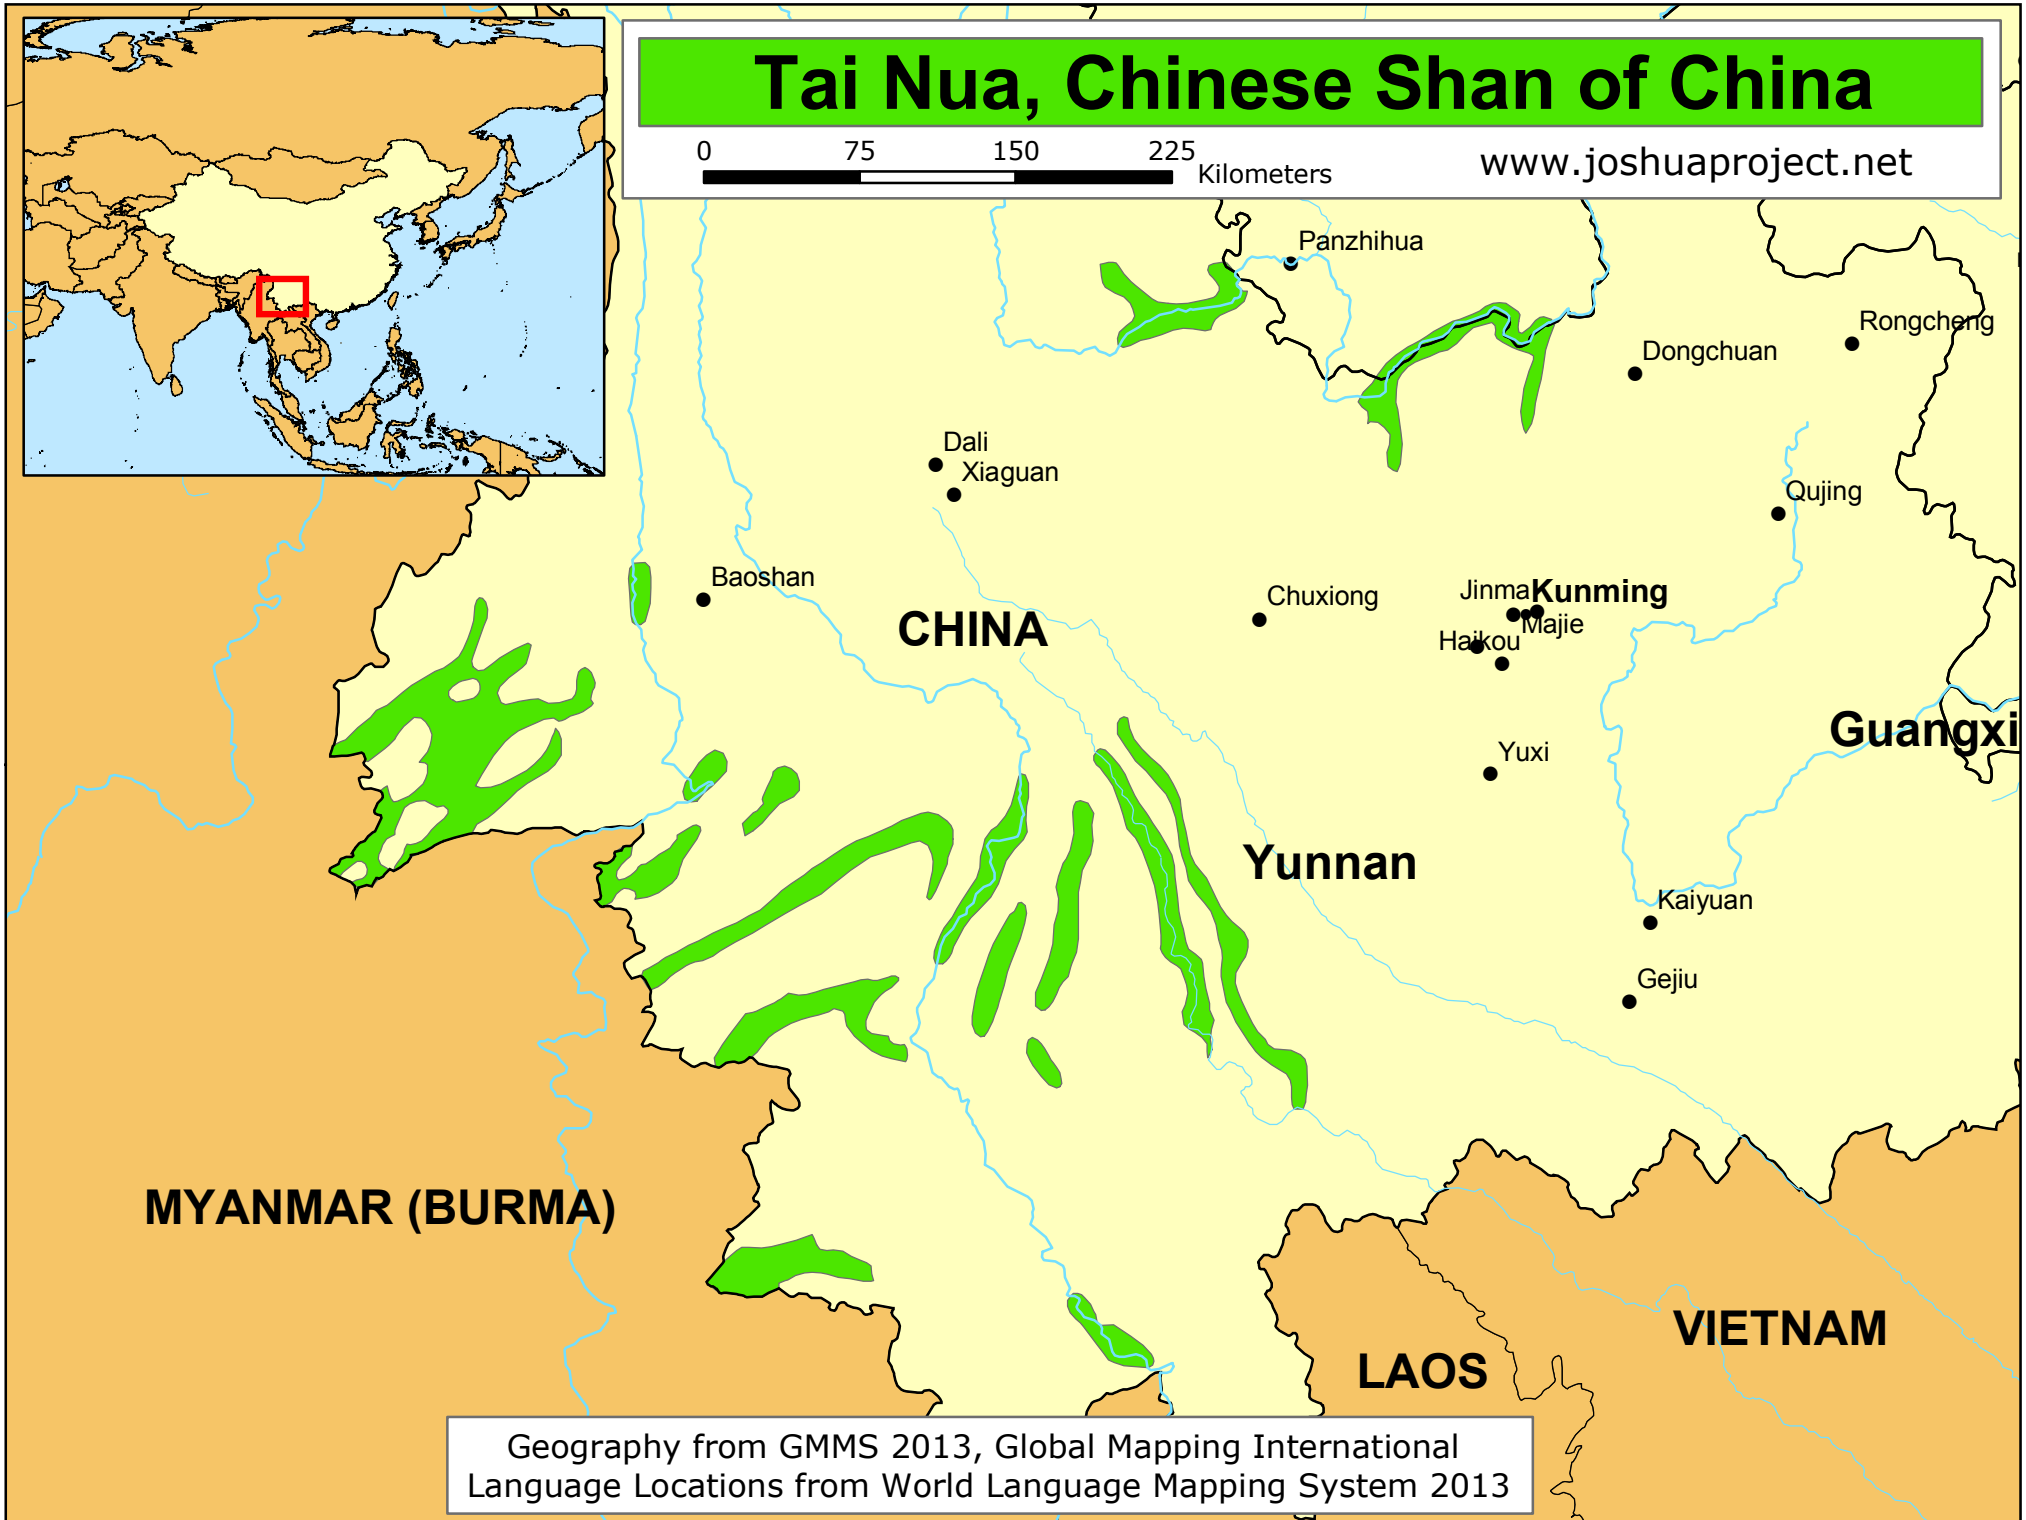 Tai Nua, Chinese Shan of China
0 75 150 225
Kilometers
www.joshuaproject.net
Panzhihua
Rongcheng
Dongchuan
Dali
Xiaguan
Qujing
Baoshan
Chuxiong
Jinma
Kunming
Majie
Haikou
CHINA
Guangxi
Yuxi
Yunnan
Kaiyuan
Gejiu
MYANMAR (BURMA)
VIETNAM
LAOS
Geography from GMMS 2013, Global Mapping International
Language Locations from World Language Mapping System 2013